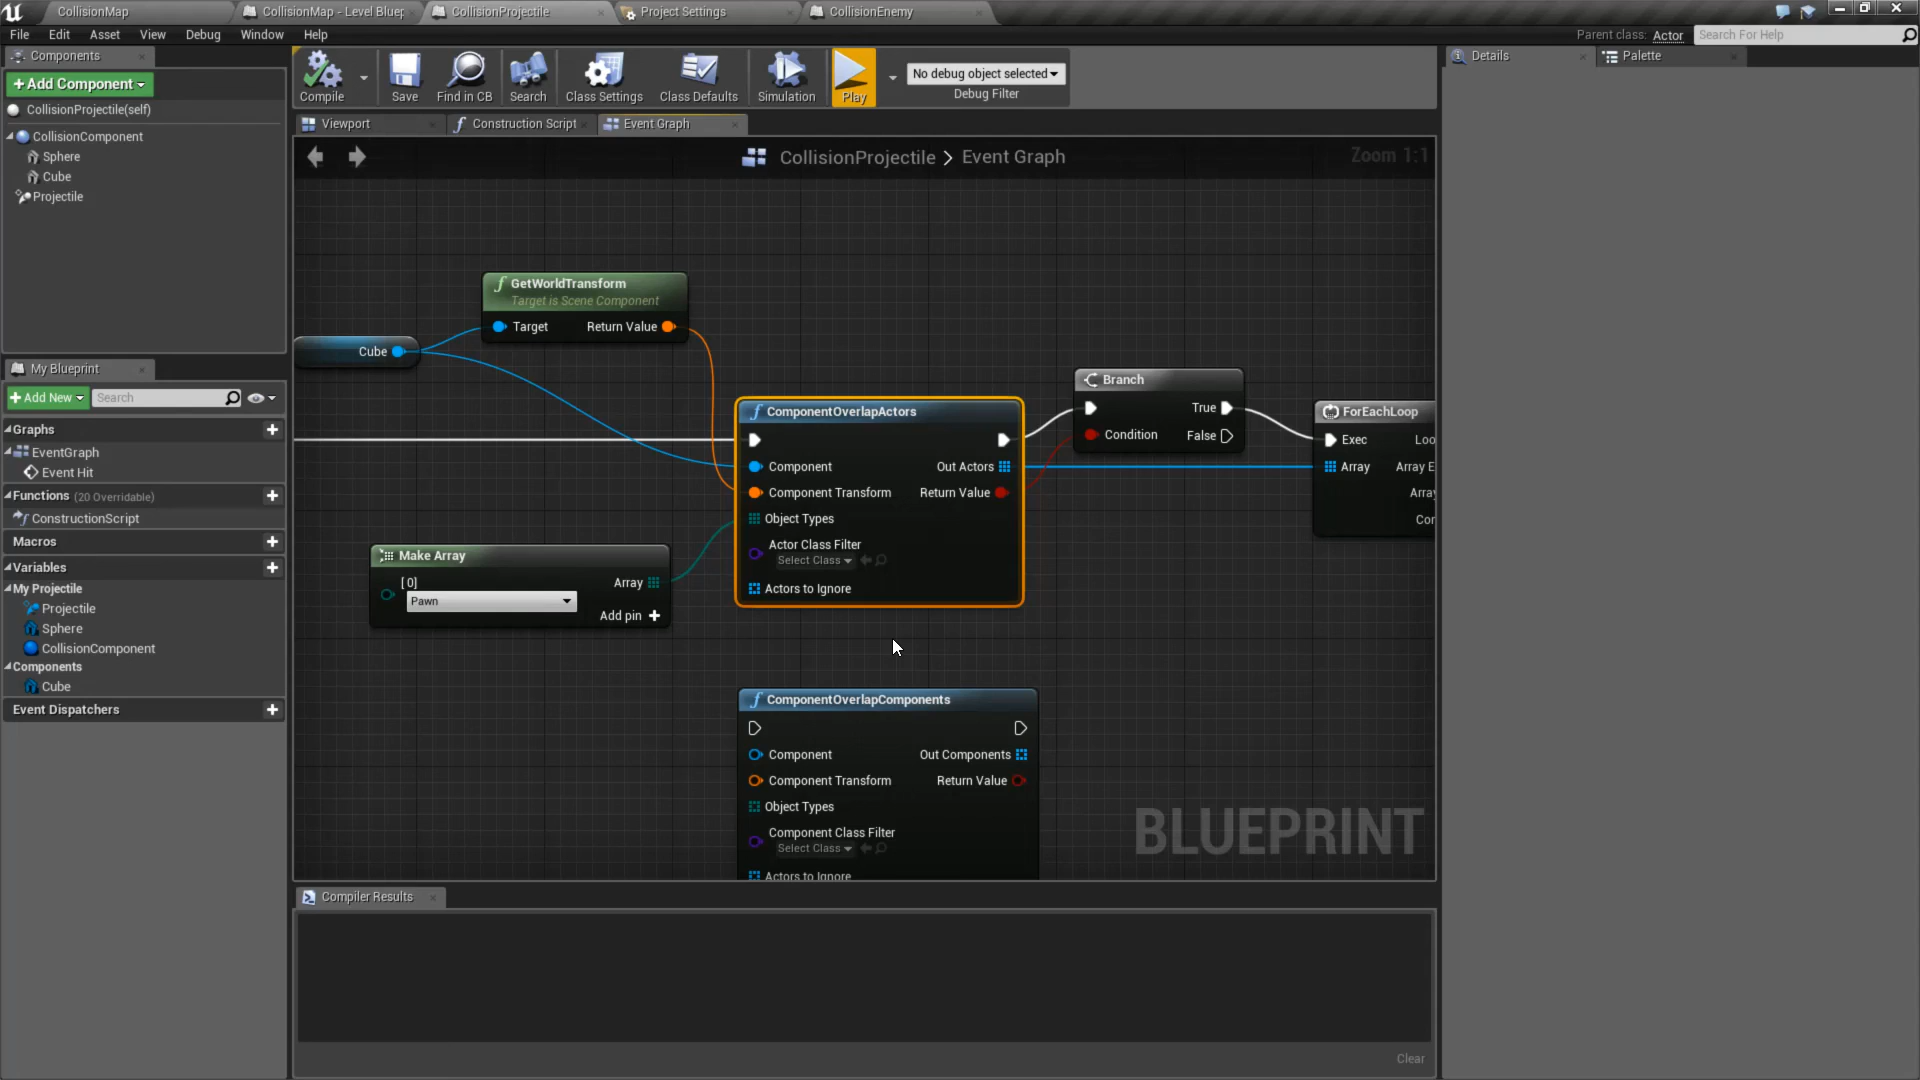 CollisionMap
CollisionMap - Level Bluep
CollisionProjectile
Project Settings
CollisionEnemy
File
Edit
Asset
View
Debug
Window
Help
Parent class: Actor
Search For Help
Components
Add Component
CollisionProjectile(self)
CollisionComponent
Sphere
Cube
Projectile
Compile
Save
Find in CB
Search
Class Settings
Class Defaults
Simulation
Play
No debug object selected
Debug Filter
Viewport
Construction Script
Event Graph
CollisionProjectile > Event Graph
Zoom 1:1
Details
Palette
My Blueprint
Add New
Search
Graphs
EventGraph
Event Hit
Functions (20 Overridable)
ConstructionScript
Macros
Variables
My Projectile
Projectile
Sphere
CollisionComponent
Components
Cube
Event Dispatchers
GetWorldTransform
Target is Scene Component
Target
Return Value
Cube
Make Array
[0]
Pawn
Array
Add pin
ComponentOverlapActors
Component
Out Actors
Component Transform
Return Value
Object Types
Actor Class Filter
Select Class
Actors to Ignore
Branch
True
Condition
False
ForEachLoop
Exec
Loo
Array
Array E
Array
Cor
ComponentOverlapComponents
Component
Out Components
Component Transform
Return Value
Object Types
Component Class Filter
Select Class
Actors to Ignore
BLUEPRINT
Compiler Results
Clear